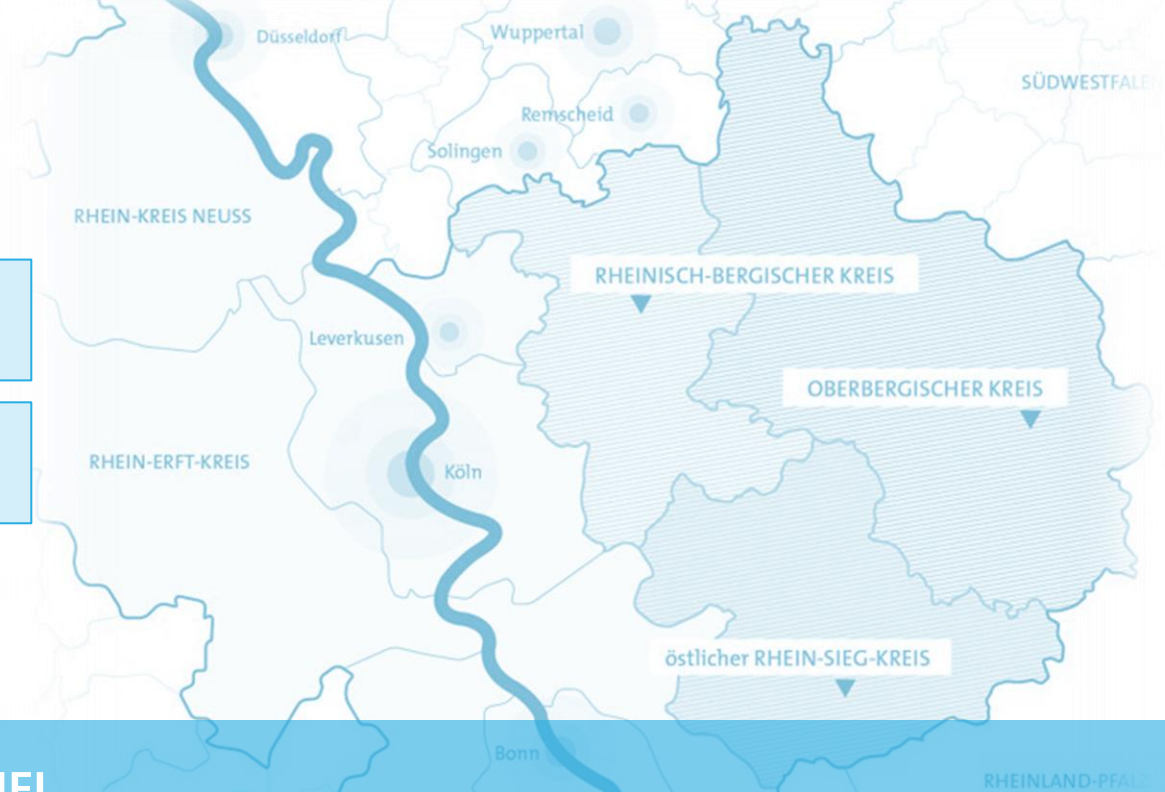 Düsseldorf
Wuppertal
SÜDWESTFALEN
Remscheid
Solingen
RHEIN-KREIS NEUSS
RHEINISCH-BERGISCHER KREIS
Leverkusen
OBERBERGISCHER KREIS
RHEIN-ERFT-KREIS
Köln
östlicher RHEIN-SIEG-KREIS
Bonn
RHEINLAND-PFALZ